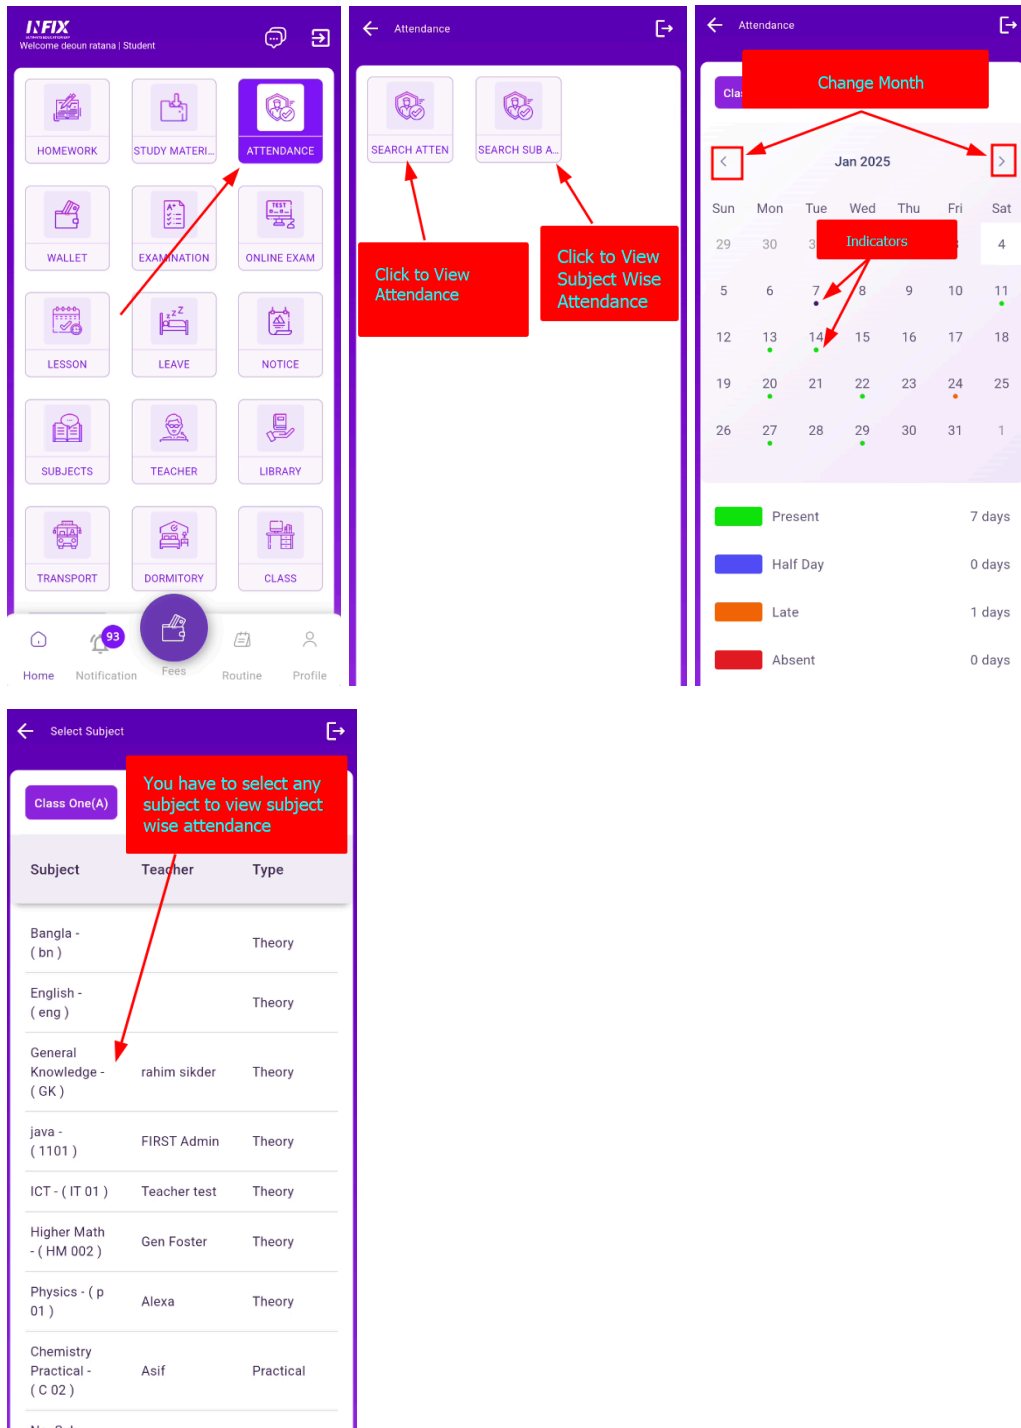 INFIX
Welcome deoun ratana | Student
HOMEWORK
STUDY MATERI...
ATTENDANCE
WALLET
EXAMINATION
ONLINE EXAM
LESSON
LEAVE
NOTICE
SUBJECTS
TEACHER
LIBRARY
TRANSPORT
DORMITORY
CLASS
93
Home
Notification
Fees
Routine
Profile
Attendance
SEARCH ATTEN
SEARCH SUB A...
Click to View
Attendance
Click to View
Subject Wise
Attendance
Attendance
Change Month
Jan 2025
Sun Mon Tue Wed Thu Fri Sat
Indicators
29 30 4
5 6 7 8 9 10 11
12 13 14 15 16 17 18
19 20 21 22 23 24 25
26 27 28 29 30 31 1
Present 7 days
Half Day 0 days
Late 1 days
Absent 0 days
Select Subject
You have to select any
subject to view subject
wise attendance
Class One(A)
Subject Teacher Type
Bangla -
( bn ) Theory
English -
( eng ) Theory
General
Knowledge - rahim sikder Theory
( GK )
java -
( 1101 ) FIRST Admin Theory
ICT - ( IT 01 ) Teacher test Theory
Higher Math
- ( HM 002 ) Gen Foster Theory
Physics - ( p
01 ) Alexa Theory
Chemistry
Practical - Asif Practical
( C 02 )